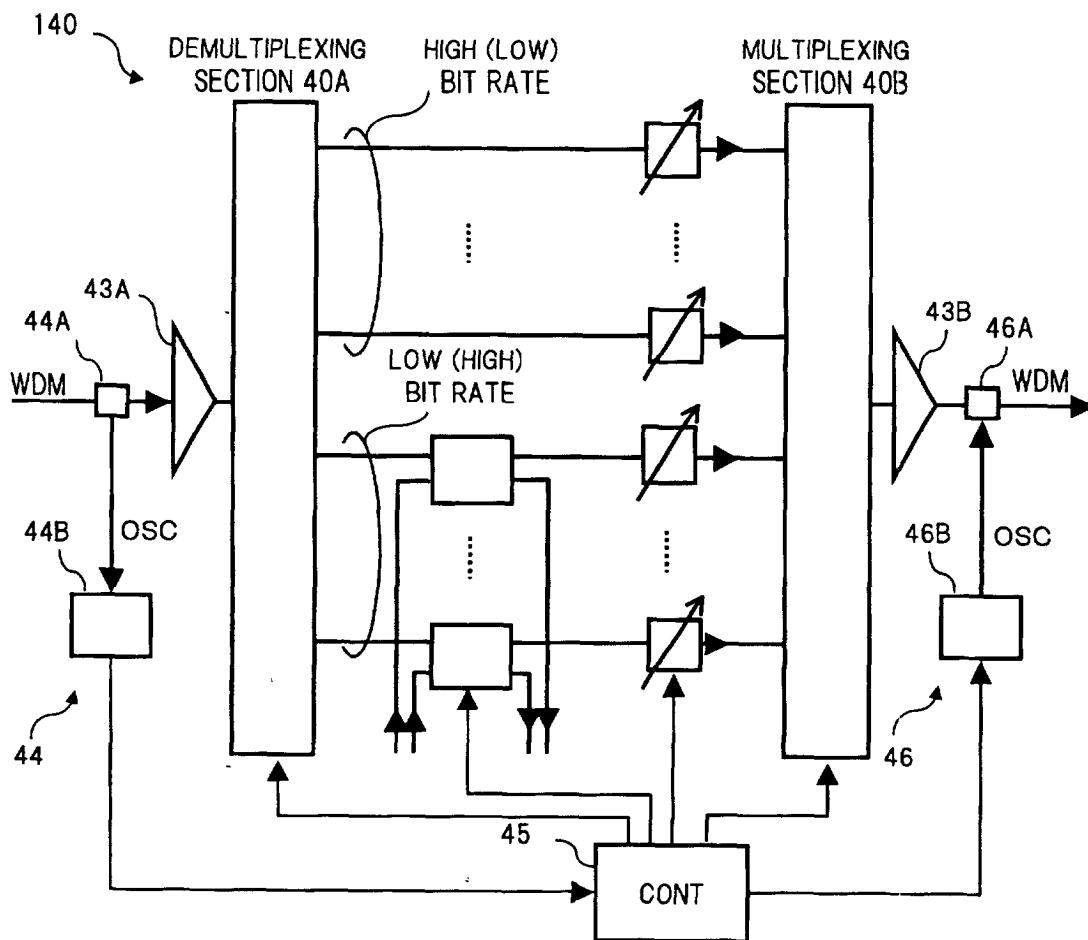 140
DEMULTIPLEXING
SECTION 40A
HIGH (LOW)
BIT RATE
MULTIPLEXING
SECTION 40B
43A
44A
WDM
LOW (HIGH)
BIT RATE
43B
46A
WDM
44B
OSC
46B
OSC
44
46
45
CONT